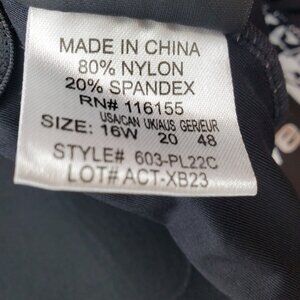 MADE IN CHINA
80% NYLON
20% SPANDEX
RN# 116155
USA/CAN UK/AUS GER/EUR
SIZE: 16W 20 48
STYLE# 603-PL22C
LOT# ACT-XB23